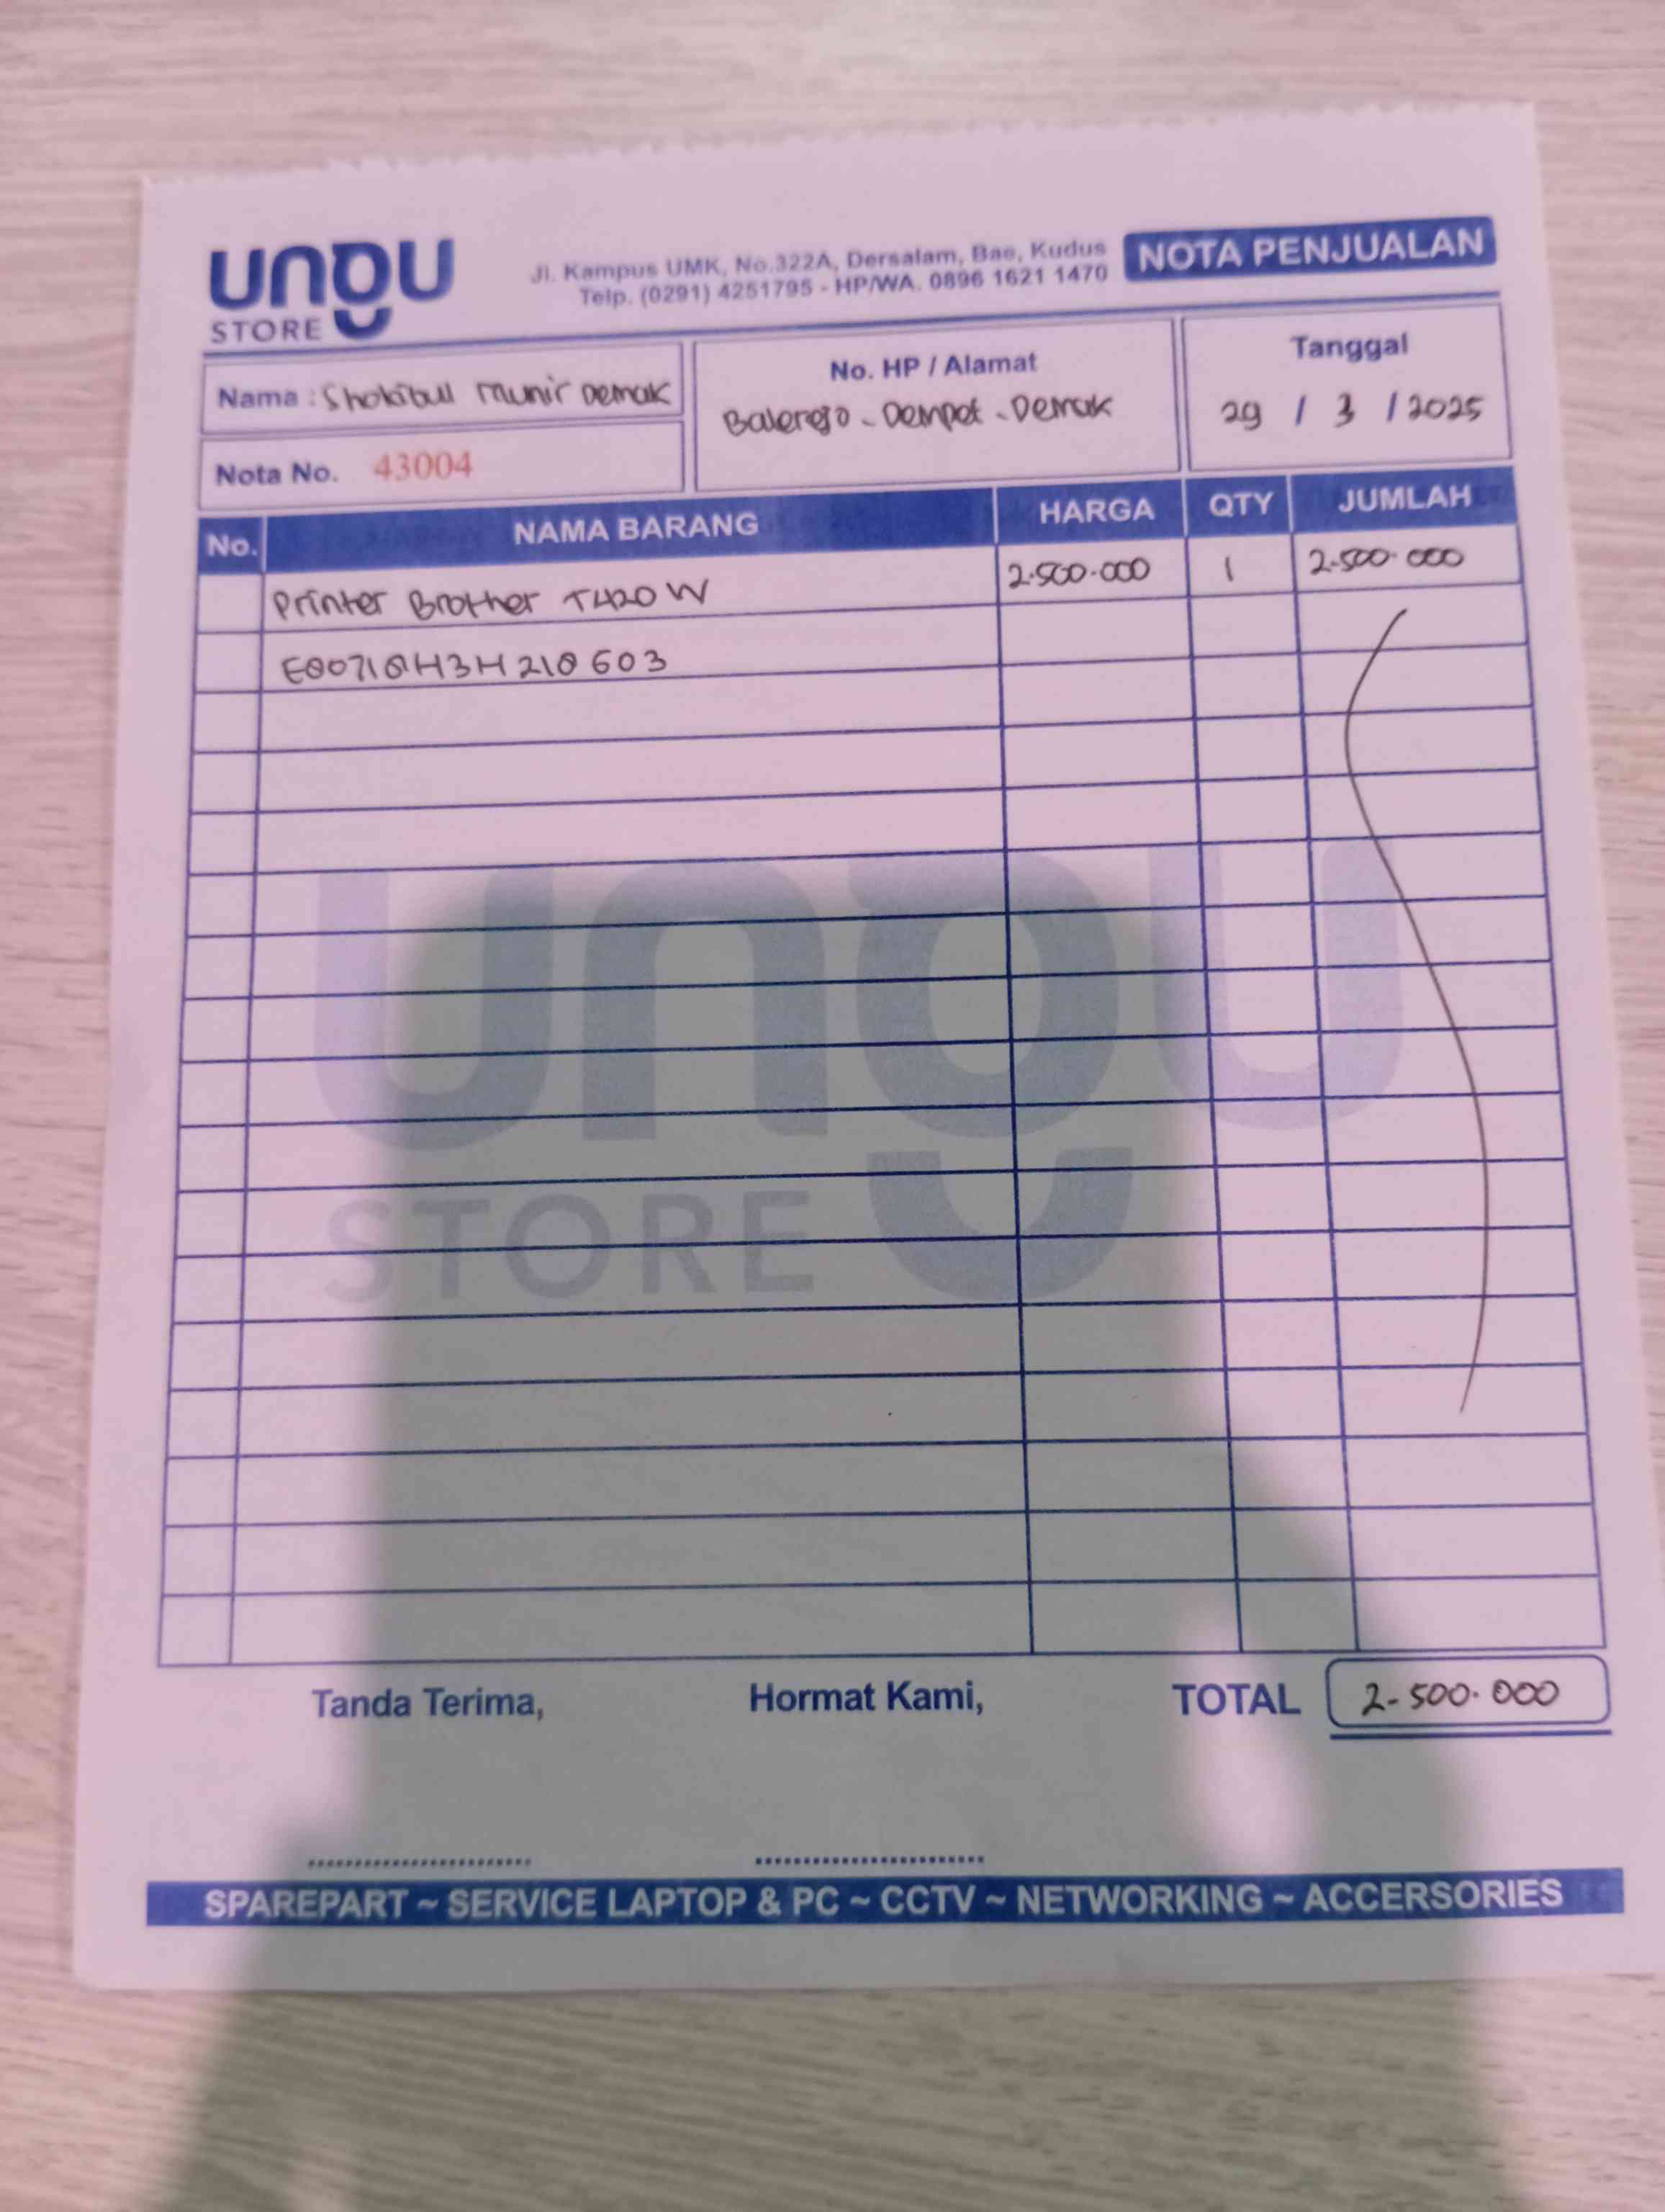 ungu
STORE
Jl. Kampus UMK, No.322A, Dersalam, Bae, Kudus
Telp. (0291) 4251795 - HP/WA. 0896 1621 1470
NOTA PENJUALAN
Nama : Shokibull Munir Demak
Nota No. 43004
No. HP / Alamat
Balerejo - Dempet - Demak
Tanggal
29 / 3 / 2025
No. NAMA BARANG HARGA QTY JUMLAH
Printer Brother T420W 2.500.000 1 2.500.000
ungu
STORE
Tanda Terima, Hormat Kami, TOTAL 2.500.000
SPAREPART ~ SERVICE LAPTOP & PC ~ CCTV ~ NETWORKING ~ ACCERSORIES